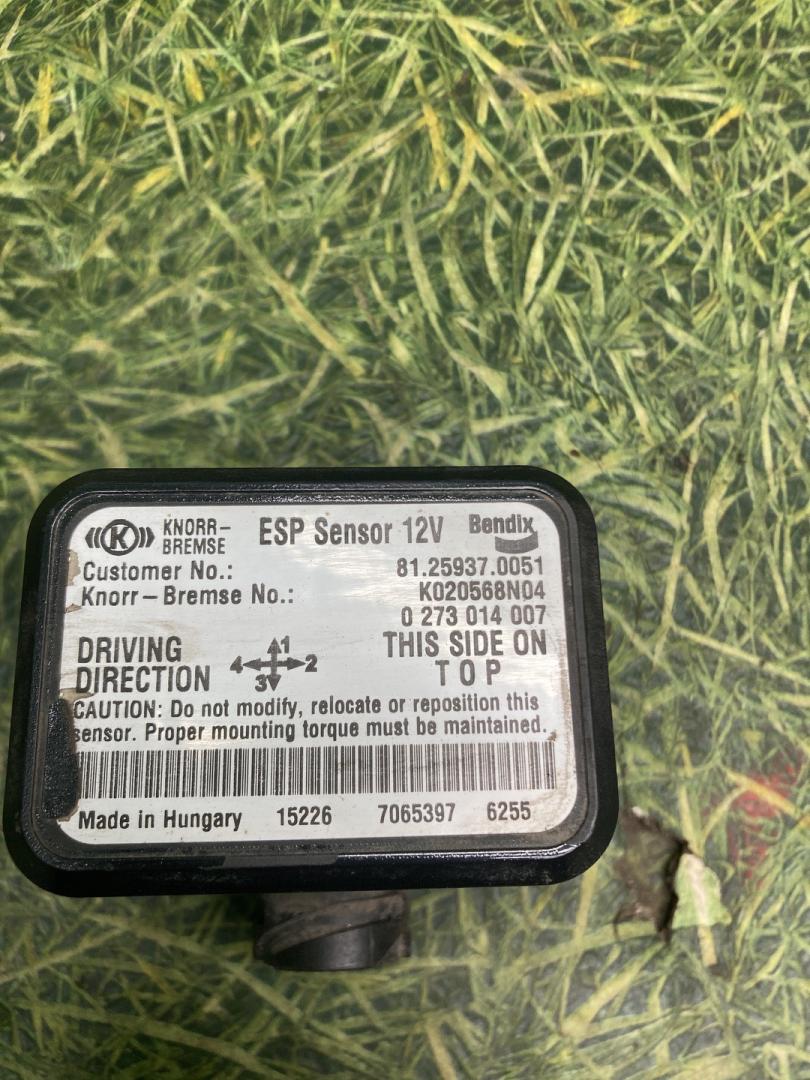 K KNORR-BREMSE ESP Sensor 12V Bendix
Customer No.: 81.25937.0051
Knorr-Bremse No.: K020568N04
0 273 014 007
DRIVING DIRECTION 1 2 3 4 THIS SIDE ON TOP
CAUTION: Do not modify, relocate or reposition this
sensor. Proper mounting torque must be maintained.
Made in Hungary 15226 7065397 6255